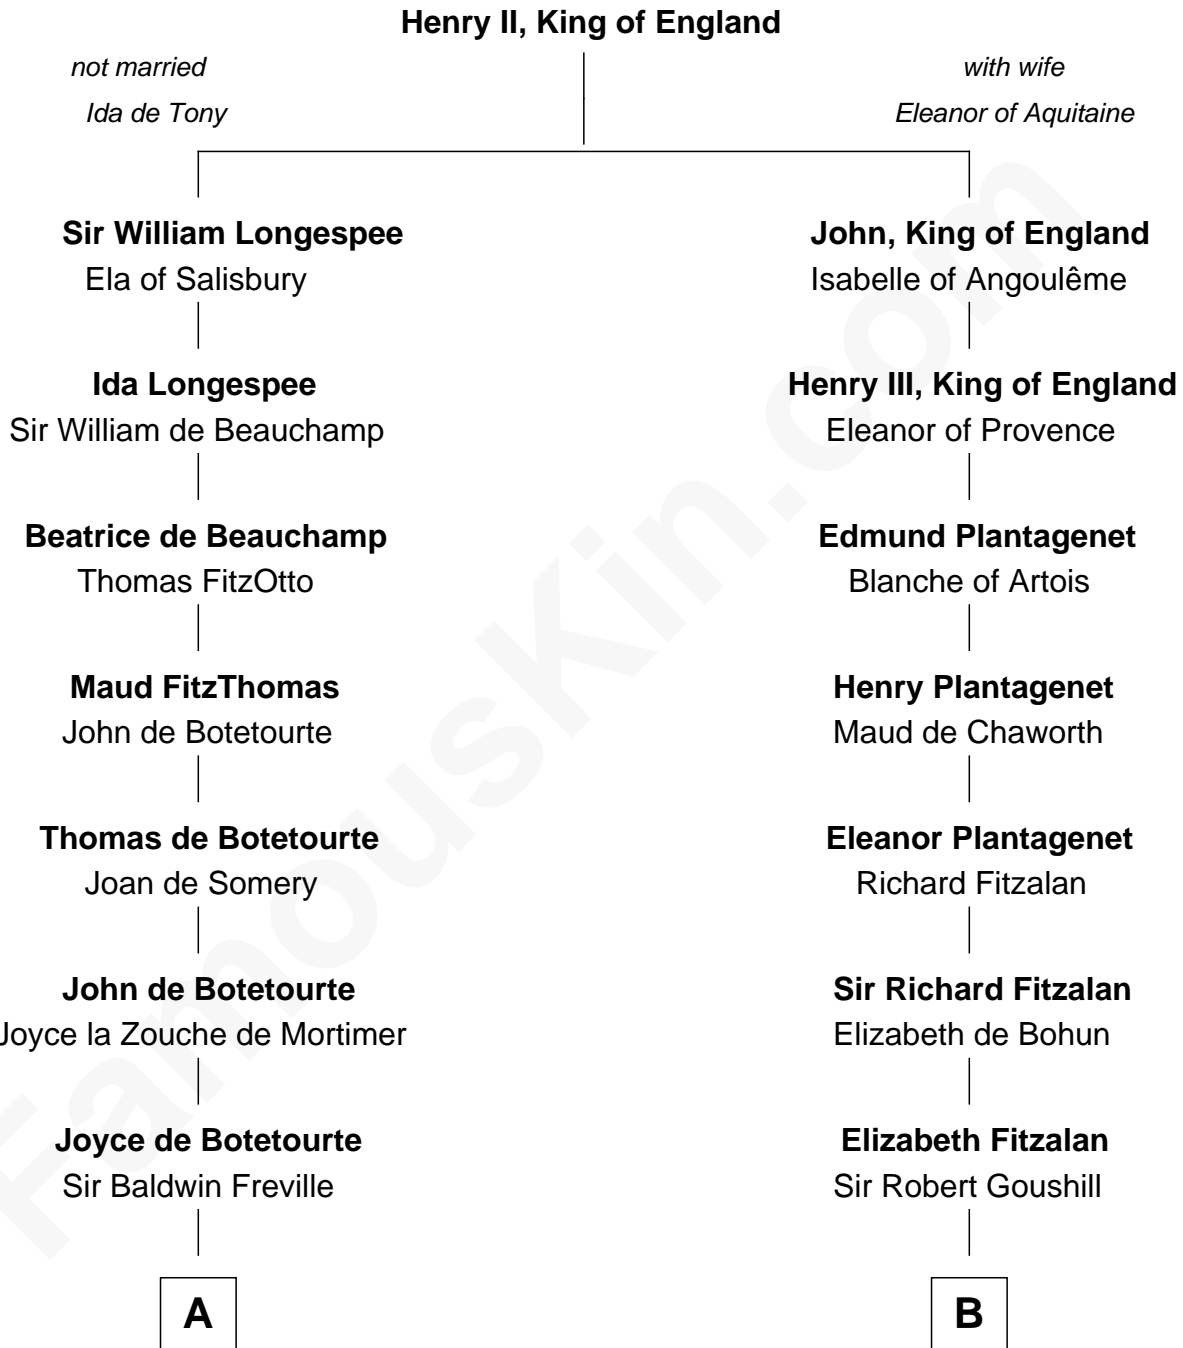 Henry II, King of England
not married
Ida de Tony
with wife
Eleanor of Aquitaine
Sir William Longespee
Ela of Salisbury
John, King of England
Isabelle of Angoulême
Ida Longespee
Sir William de Beauchamp
Henry III, King of England
Eleanor of Provence
Beatrice de Beauchamp
Thomas FitzOtto
Edmund Plantagenet
Blanche of Artois
Maud FitzThomas
John de Botetourte
Henry Plantagenet
Maud de Chaworth
Thomas de Botetourte
Joan de Somery
Eleanor Plantagenet
Richard Fitzalan
John de Botetourte
Joyce la Zouche de Mortimer
Sir Richard Fitzalan
Elizabeth de Bohun
Joyce de Botetourte
Sir Baldwin Freville
Elizabeth Fitzalan
Sir Robert Goushill
A
B
FamousKin.com